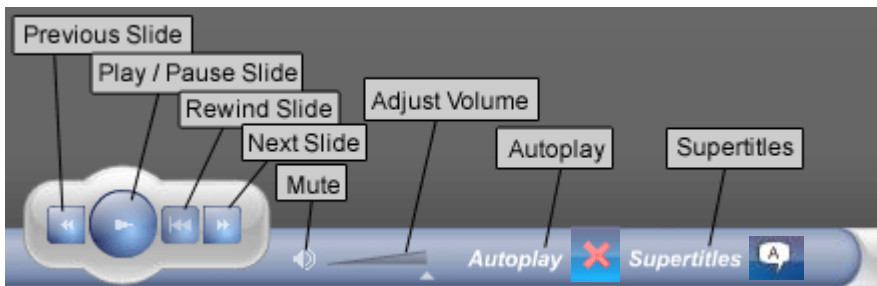 Previous Slide
Play / Pause Slide
Rewind Slide
Next Slide
Mute
Adjust Volume
Autoplay
Supertitles
Autoplay
Supertitles
A